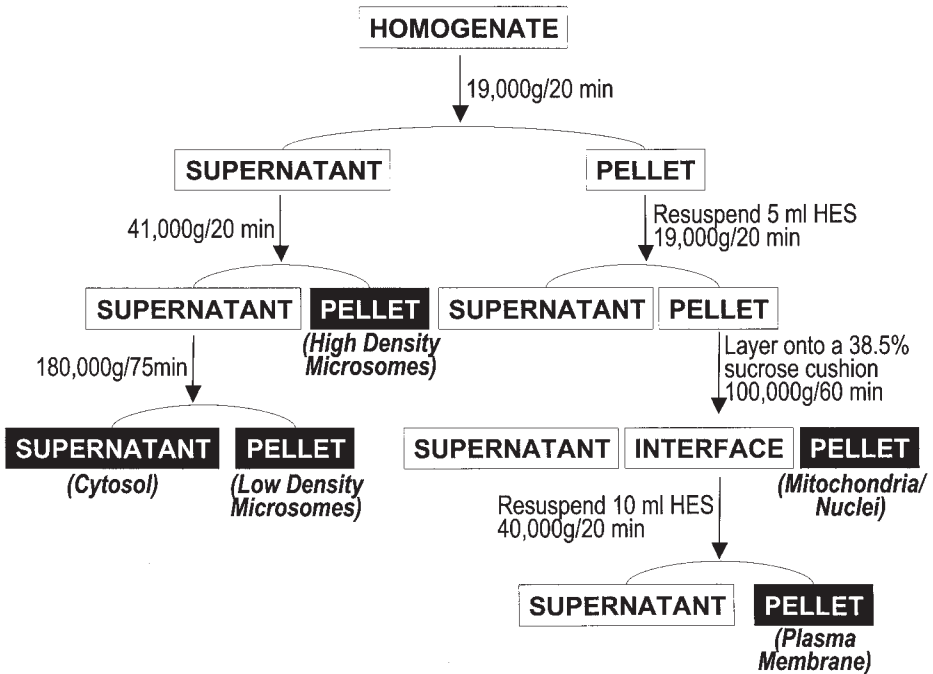 HOMOGENATE
19,000g/20 min
SUPERNATANT
PELLET
41,000g/20 min
Resuspend 5 ml HES
19,000g/20 min
SUPERNATANT
PELLET
(High Density
Microsomes)
SUPERNATANT
PELLET
180,000g/75min
Layer onto a 38.5%
sucrose cushion
100,000g/60 min
SUPERNATANT
(Cytosol)
PELLET
(Low Density
Microsomes)
SUPERNATANT
INTERFACE
PELLET
(Mitochondria/
Nuclei)
Resuspend 10 ml HES
40,000g/20 min
SUPERNATANT
PELLET
(Plasma
Membrane)